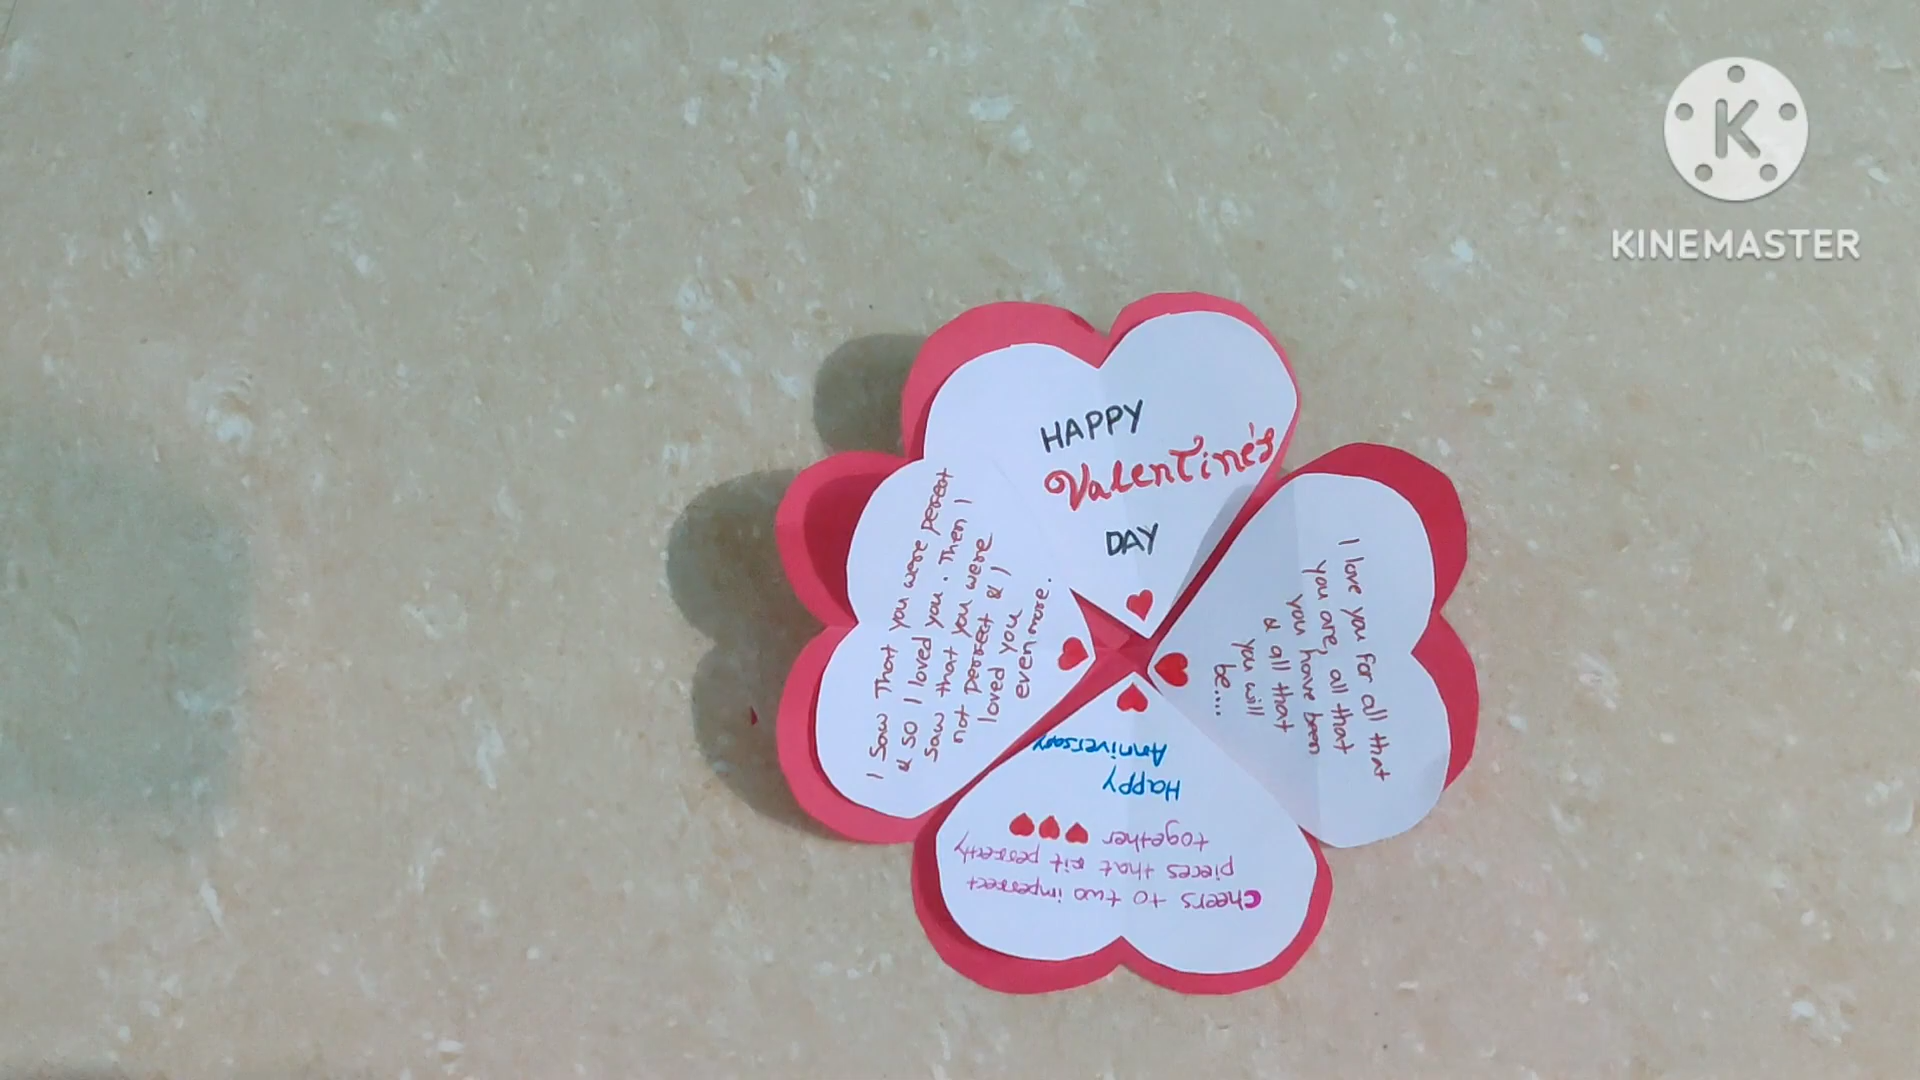 KINEMASTER
HAPPY
Valentine's
DAY
I love you for all that
you are, all that
you have been
& all that
you will
be....
Cheers to two imperfect
pieces that fit perfectly
together
Happy
Anniversary
I Saw That you were perfect
& so I loved you. Then I
saw that you were
not perfect & I
loved you
even more.